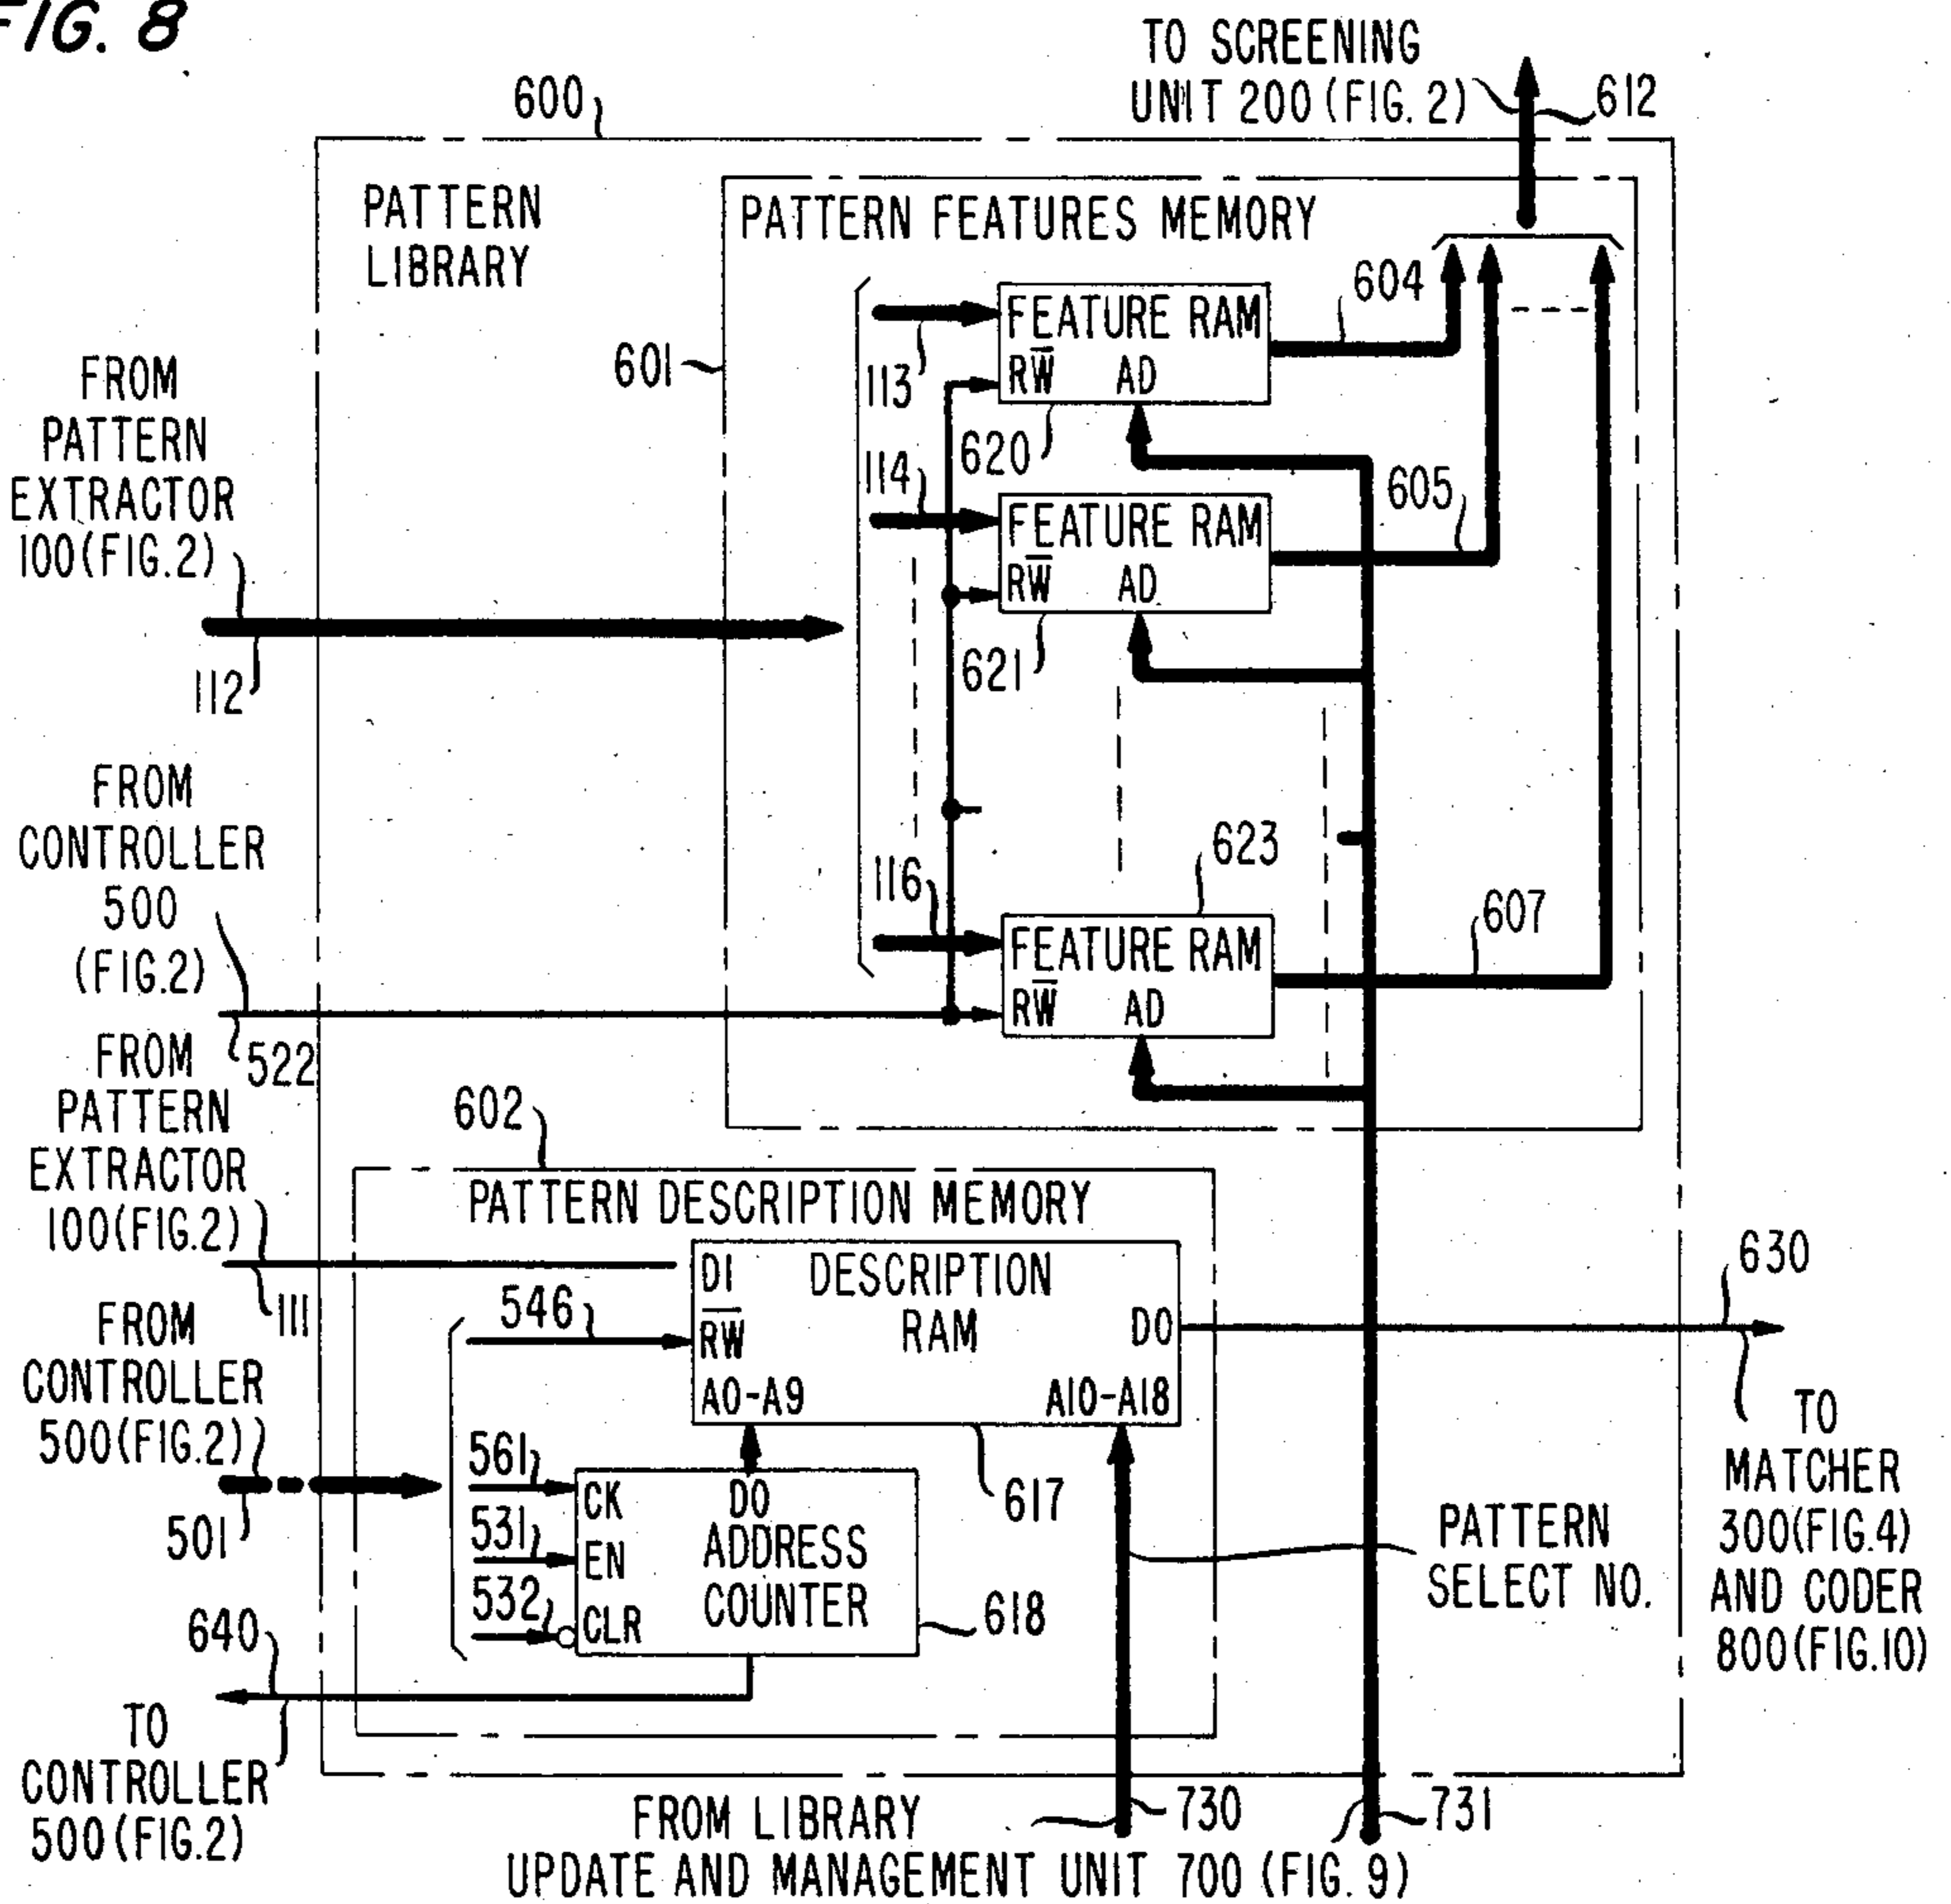 FIG. 8
TO SCREENING
UNIT 200 (FIG. 2)
612
600
PATTERN
LIBRARY
PATTERN FEATURES MEMORY
601
113
FEATURE RAM
RW̅ AD
604
620
FROM
PATTERN
EXTRACTOR
100(FIG.2)
112
114
FEATURE RAM
RW̅ AD
605
621
FROM
CONTROLLER
500
(FIG.2)
522
116
623
FEATURE RAM
RW̅ AD
607
FROM
PATTERN
EXTRACTOR
100(FIG.2)
111
602
PATTERN DESCRIPTION MEMORY
DI DESCRIPTION
RAM
R̅W̅
DO
A0-A9 A10-A18
546
630
617
FROM
CONTROLLER
500(FIG.2)
501
561
531
532
CK DO
EN ADDRESS
CLR COUNTER
618
PATTERN
SELECT NO.
TO
MATCHER
300(FIG.4)
AND CODER
800(FIG.10)
640
TO
CONTROLLER
500(FIG.2)
730
731
FROM LIBRARY
UPDATE AND MANAGEMENT UNIT 700 (FIG. 9)